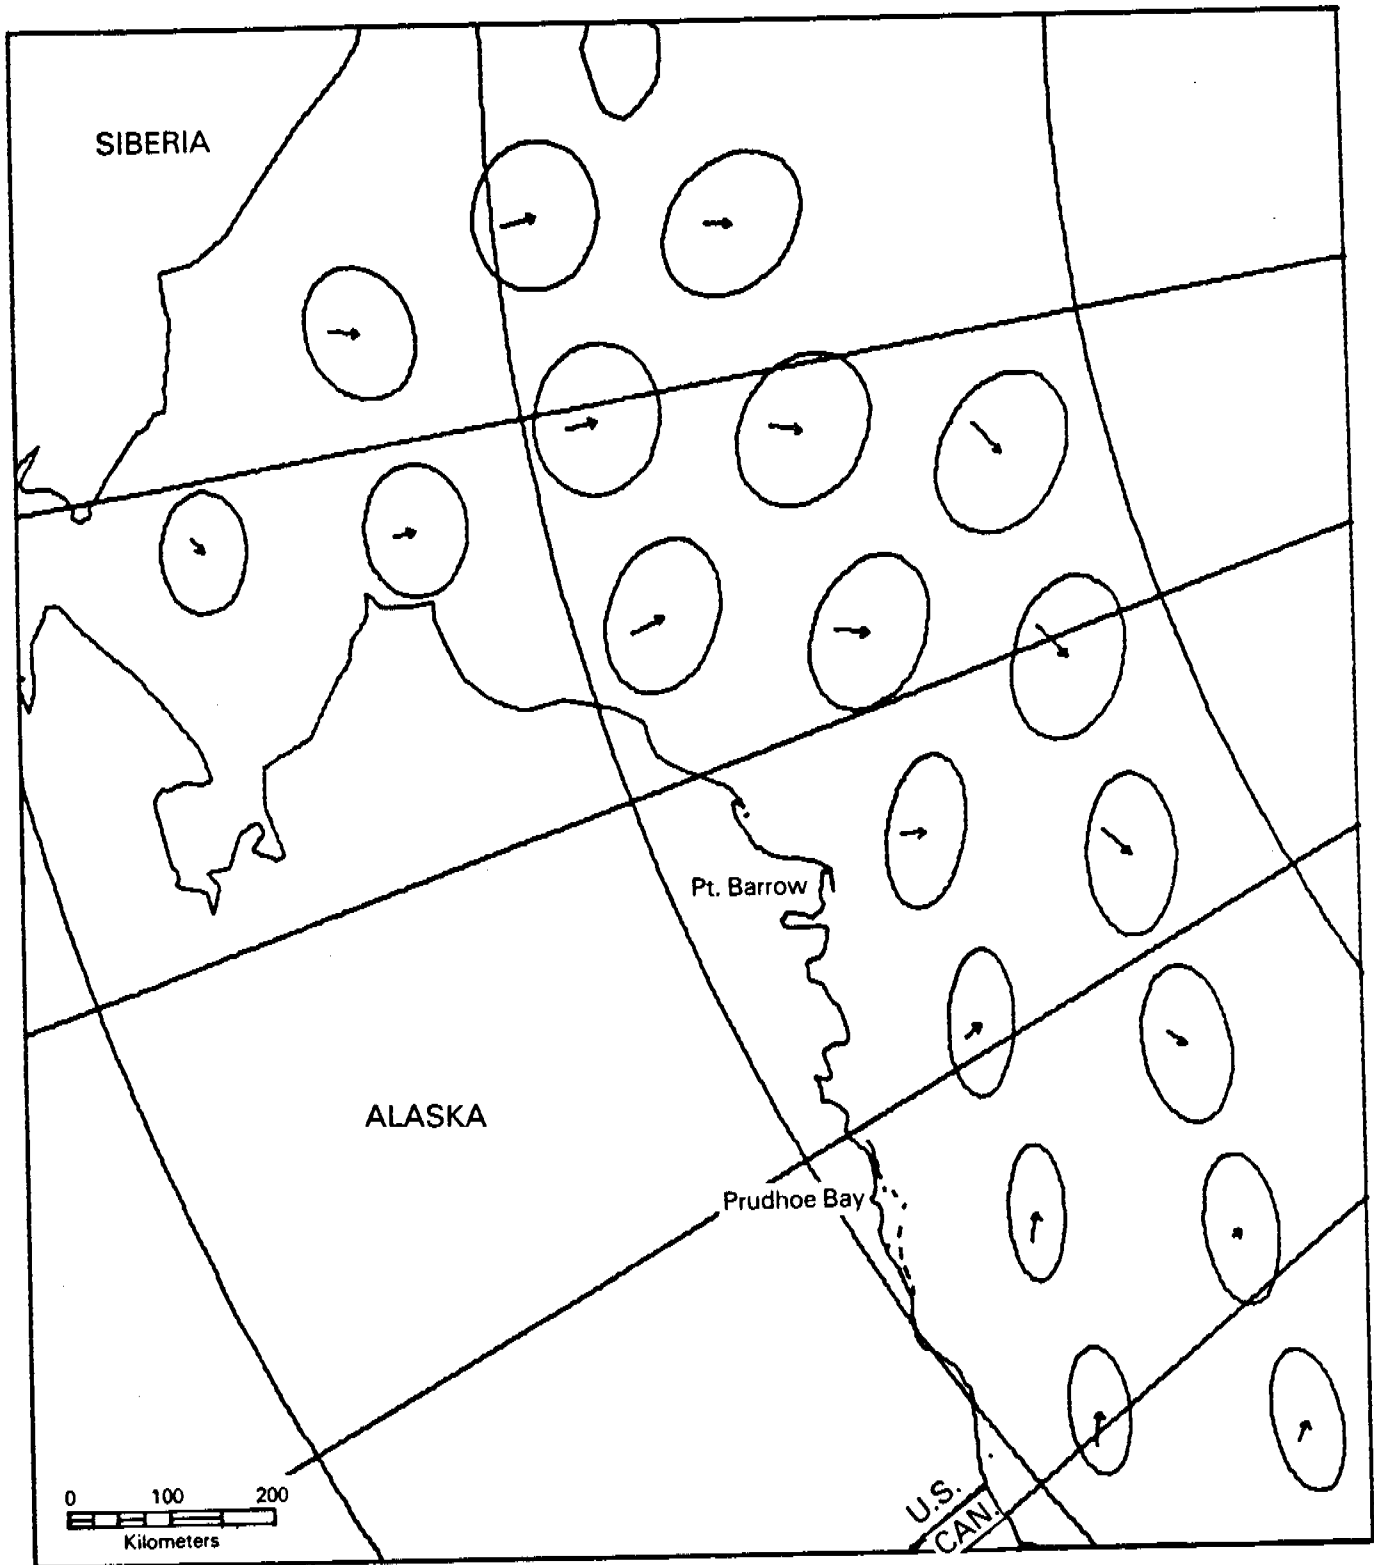 SIBERIA
Pt. Barrow
ALASKA
Prudhoe Bay
0 100 200
Kilometers
U.S.
CAN.